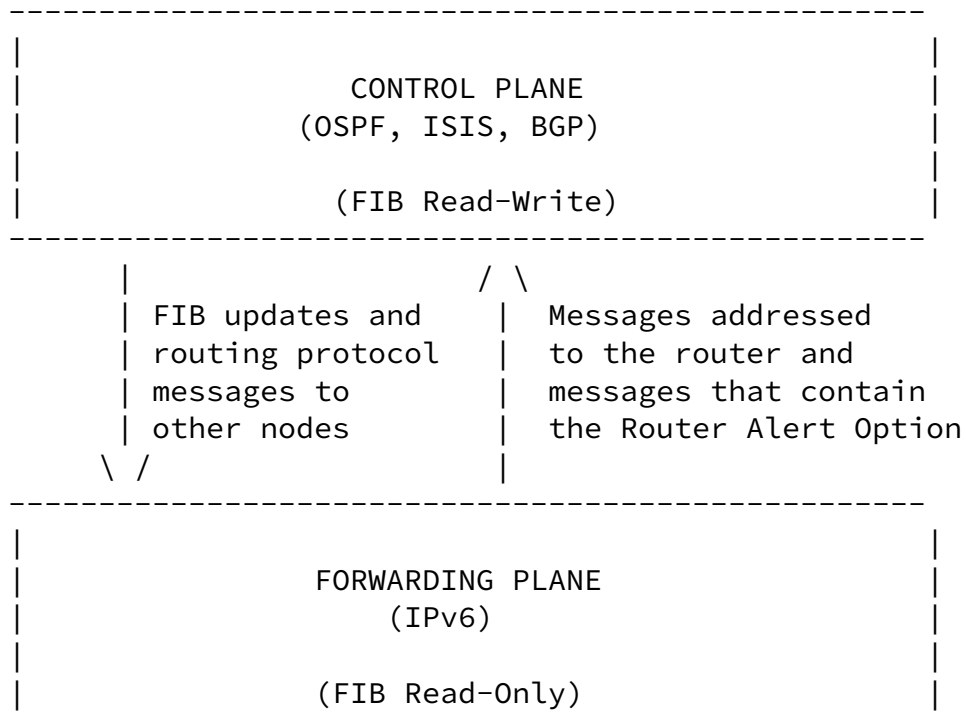 CONTROL PLANE
(OSPF, ISIS, BGP)
(FIB Read-Write)
FIB updates and Messages addressed
routing protocol to the router and
messages to messages that contain
other nodes the Router Alert Option
FORWARDING PLANE
(IPv6)
(FIB Read-Only)